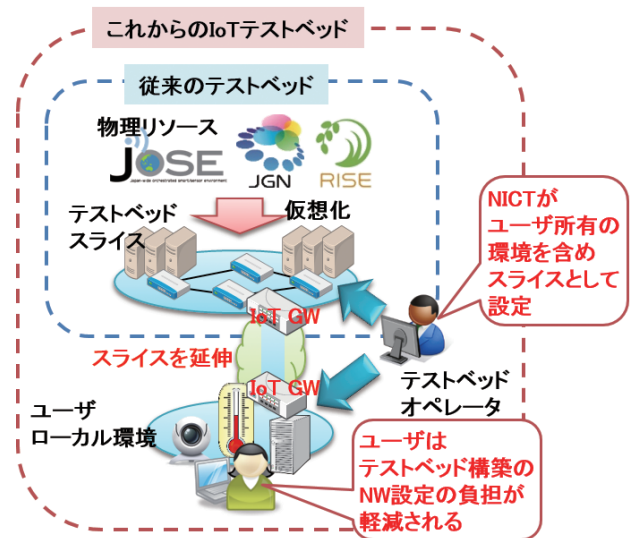 これからのIoTテストベッド
従来のテストベッド
物理リソース
JOSE
Japan-wide orchestrated smart/sensor environment
JGN
RISE
テストベッド
スライス
仮想化
NICTが
ユーザ所有の
環境を含め
スライスとして
設定
IoT GW
スライスを延伸
IoT GW
テストベッド
オペレータ
ユーザ
ローカル環境
ユーザは
テストベッド構築の
NW設定の負担が
軽減される